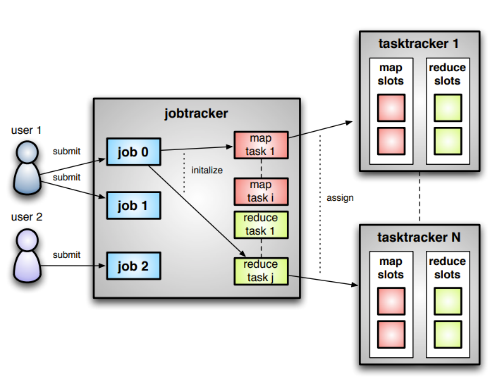 tasktracker 1
map
slots
reduce
slots
jobtracker
user 1
submit
submit
job 0
map
task 1
initalize
map
task i
job 1
reduce
task 1
assign
user 2
submit
job 2
reduce
task j
tasktracker N
map
slots
reduce
slots